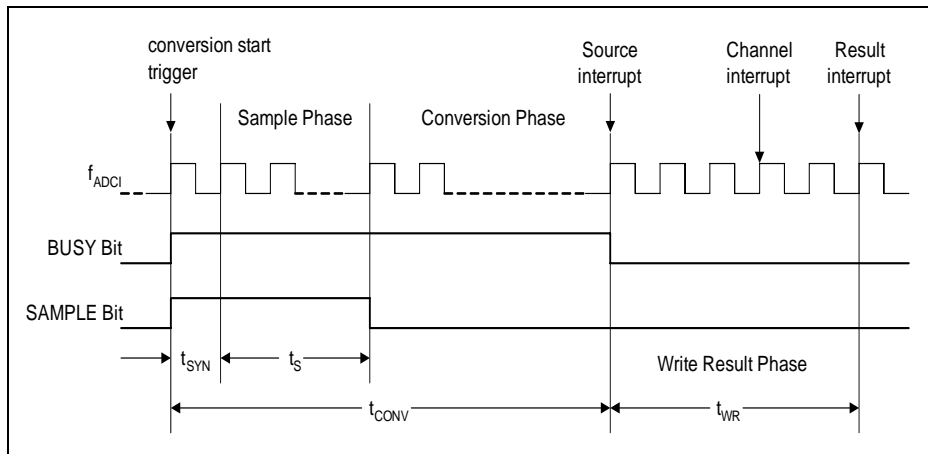 conversion start
trigger
Source
interrupt
Channel
interrupt
Result
interrupt
Sample Phase
Conversion Phase
fADCI
BUSY Bit
SAMPLE Bit
tSYN
tS
Write Result Phase
tCONV
tWR